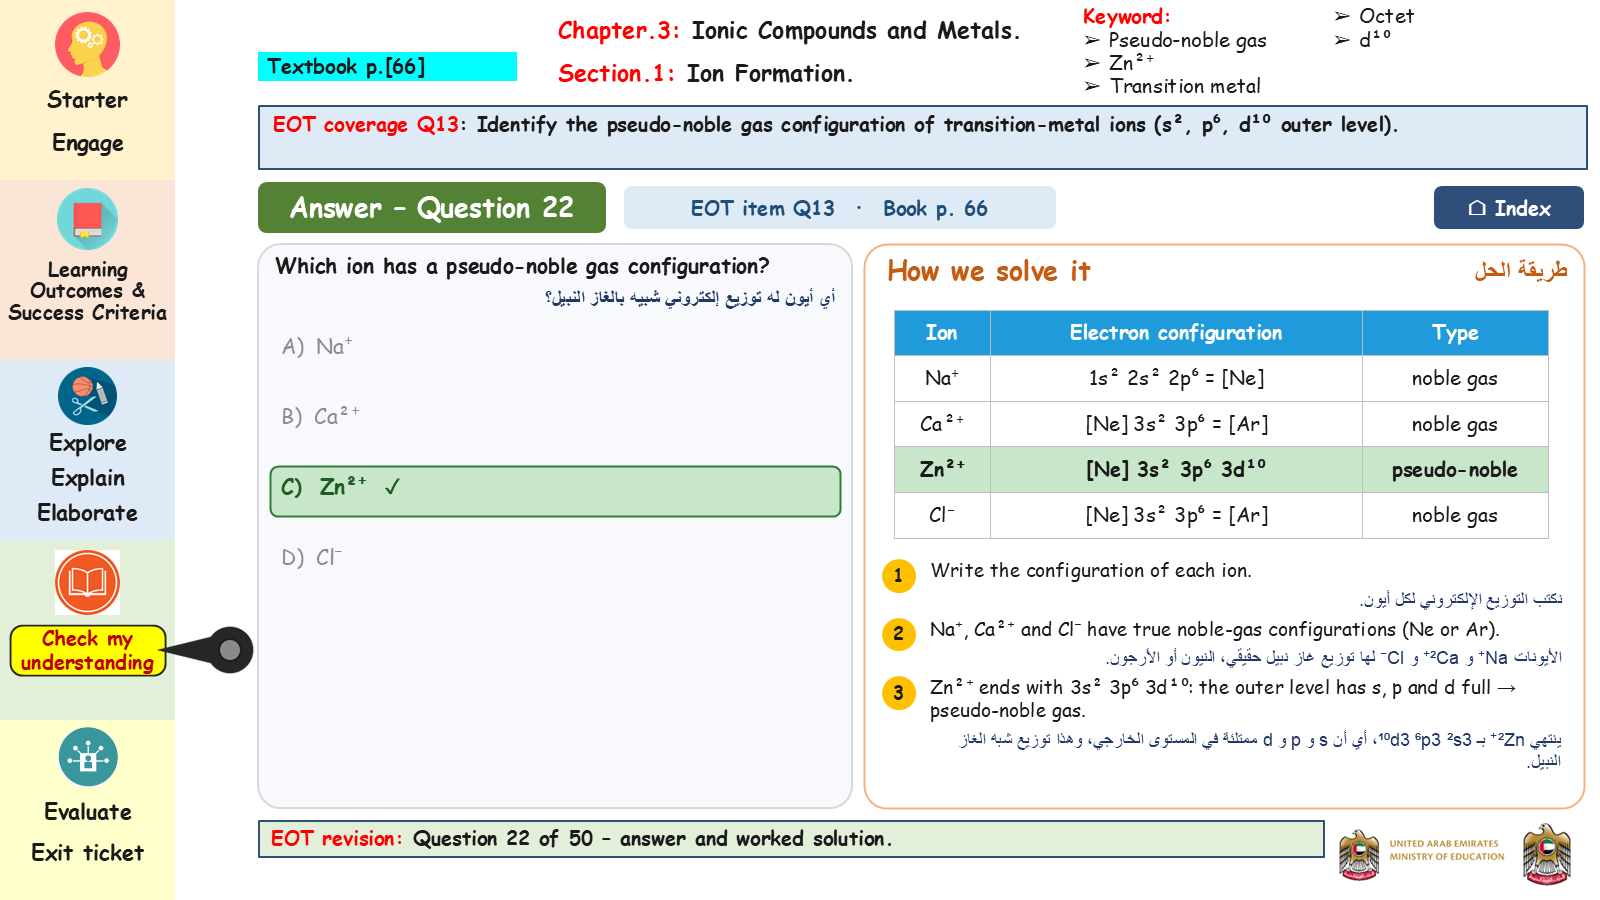 Starter
Engage
Learning
Outcomes &
Success Criteria
Explore
Explain
Elaborate
Check my
understanding
Evaluate
Exit ticket
Textbook p.[66]
Chapter.3: Ionic Compounds and Metals.
Section.1: Ion Formation.
Keyword:
➢ Pseudo-noble gas
➢ Zn²⁺
➢ Transition metal
➢ Octet
➢ d¹⁰
EOT coverage Q13: Identify the pseudo-noble gas configuration of transition-metal ions (s², p⁶, d¹⁰ outer level).
Answer – Question 22
EOT item Q13 · Book p. 66
⌂ Index
Which ion has a pseudo-noble gas configuration?
أي أيون له توزيع إلكتروني شبيه بالغاز النبيل؟
A) Na⁺
B) Ca²⁺
C) Zn²⁺ ✓
D) Cl⁻
How we solve it
طريقة الحل
Ion Electron configuration Type
Na⁺ 1s² 2s² 2p⁶ = [Ne] noble gas
Ca²⁺ [Ne] 3s² 3p⁶ = [Ar] noble gas
Zn²⁺ [Ne] 3s² 3p⁶ 3d¹⁰ pseudo-noble
Cl⁻ [Ne] 3s² 3p⁶ = [Ar] noble gas
1 Write the configuration of each ion.
نكتب التوزيع الإلكتروني لكل أيون.
2 Na⁺, Ca²⁺ and Cl⁻ have true noble-gas configurations (Ne or Ar).
الأيونات Na⁺ و Ca²⁺ و Cl⁻ لها توزيع غاز نبيل حقيقي، النيون أو الأرجون.
3 Zn²⁺ ends with 3s² 3p⁶ 3d¹⁰: the outer level has s, p and d full →
pseudo-noble gas.
ينتهي Zn²⁺ بـ 3s² 3p⁶ 3d¹⁰، أي أن s و p و d ممتلئة في المستوى الخارجي، وهذا توزيع شبه الغاز
النبيل.
EOT revision: Question 22 of 50 – answer and worked solution.
UNITED ARAB EMIRATES
MINISTRY OF EDUCATION